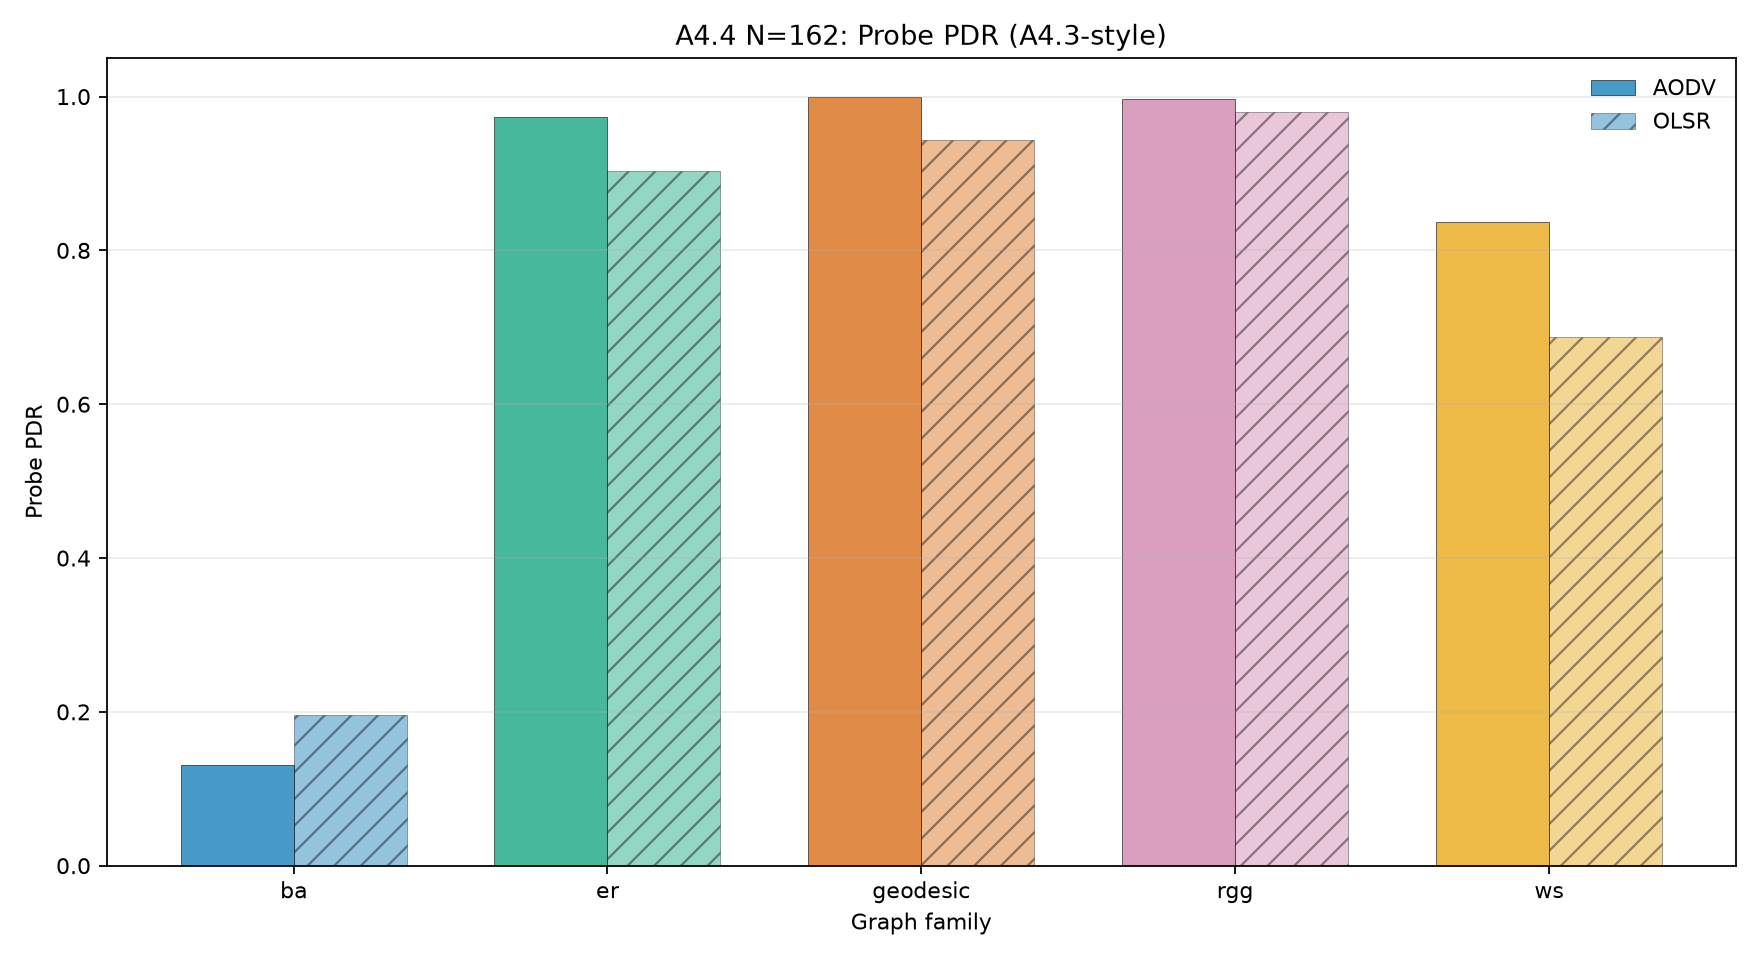 A4.4 N=162: Probe PDR (A4.3-style)
AODV
OLSR
Probe PDR
1.0
0.8
0.6
0.4
0.2
0.0
ba
er
geodesic
rgg
ws
Graph family